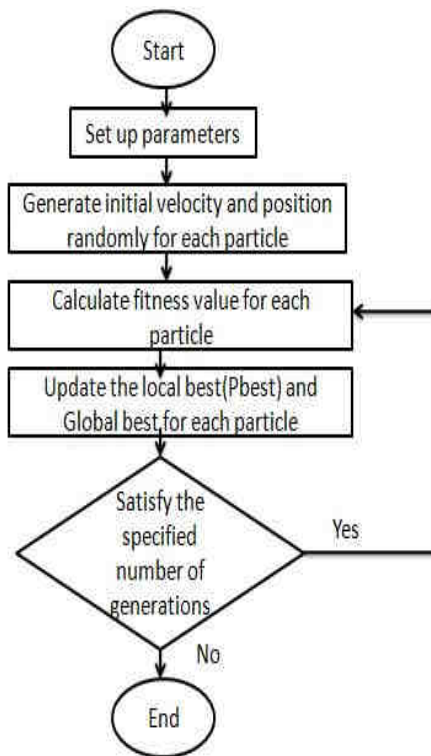 Start
Set up parameters
Generate initial velocity and position
randomly for each particle
Calculate fitness value for each
particle
Update the local best(Pbest) and
Global best for each particle
Satisfy the
specified
number of
generations
Yes
No
End